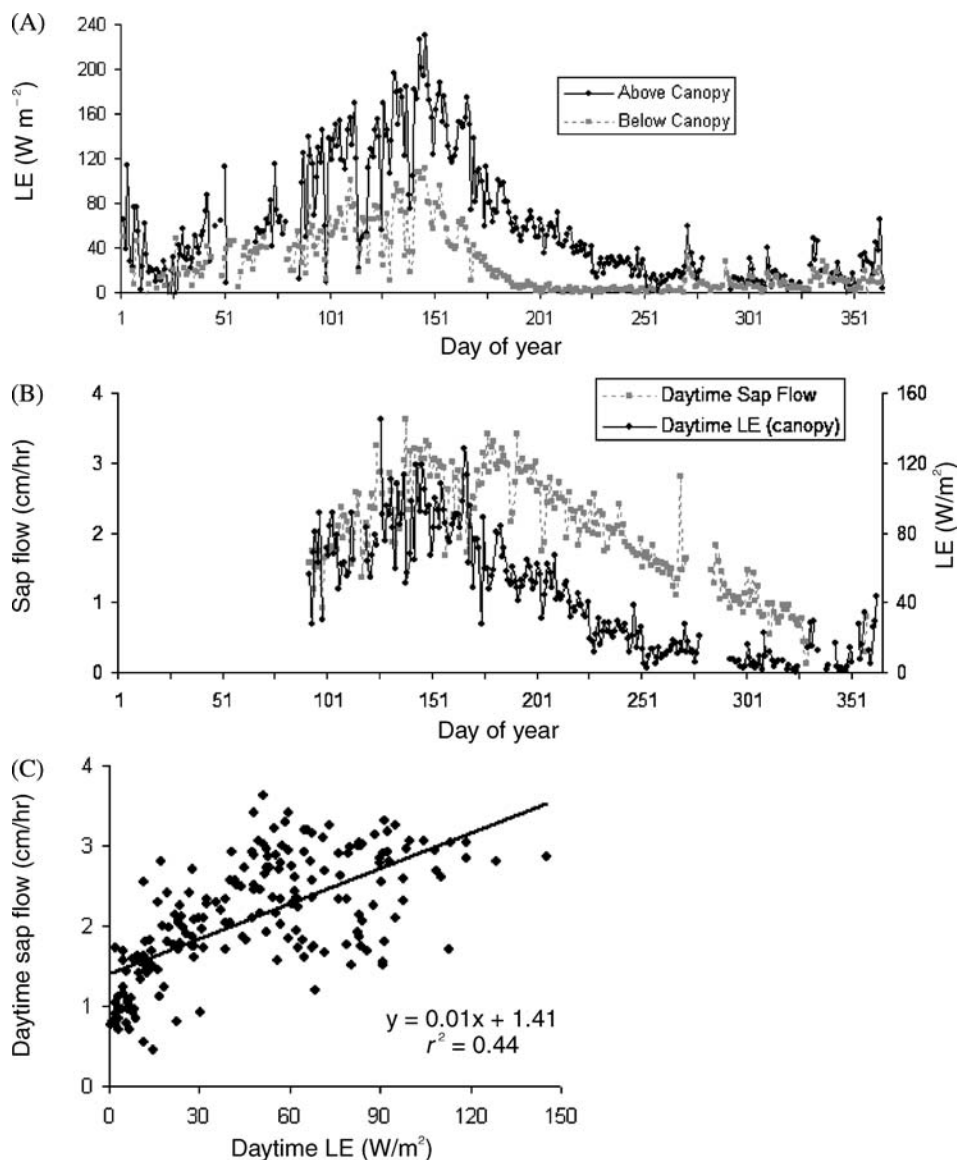 (A)
240
200
160
120
80
40
0
LE (W m⁻²)
Above Canopy
Below Canopy
1 51 101 151 201 251 301 351
Day of year
(B)
4
3
2
1
0
Sap flow (cm/hr)
Daytime Sap Flow
Daytime LE (canopy)
160
120
80
40
0
LE (W/m²)
1 51 101 151 201 251 301 351
Day of year
(C)
4
3
2
1
0
Daytime sap flow (cm/hr)
y = 0.01x + 1.41
r² = 0.44
0 30 60 90 120 150
Daytime LE (W/m²)